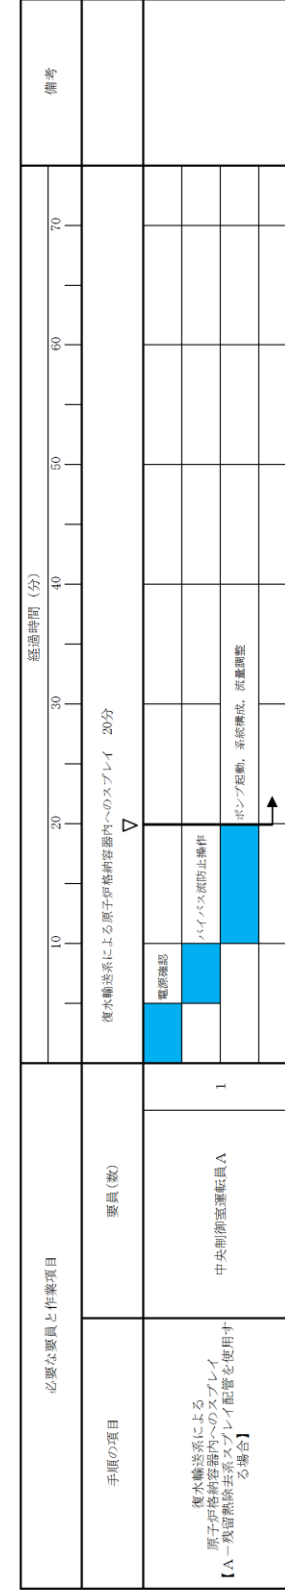 必要な要員と作業項目
経過時間（分）
備考
10 20 30 40 50 60 70
手順の項目
要員(数)
復水輸送系による原子炉格納容器内へのスプレイ　20分
▽
復水輸送系による
原子炉格納容器内へのスプレイ
【A－残留熱除去系スプレイ配管を使用す
る場合】
中央制御室運転員A
1
電源確認
バイパス流防止操作
ポンプ起動，系統構成，流量調整